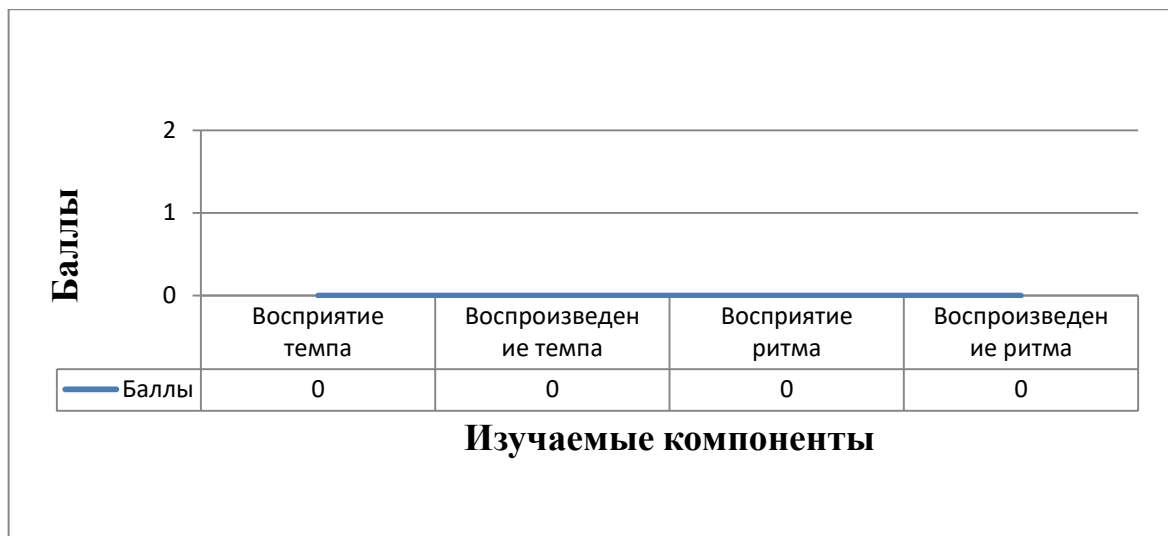 Баллы
2
1
0
Восприятие
темпа
Воспроизведен
ие темпа
Восприятие
ритма
Воспроизведен
ие ритма
Баллы 0 0 0 0
Изучаемые компоненты